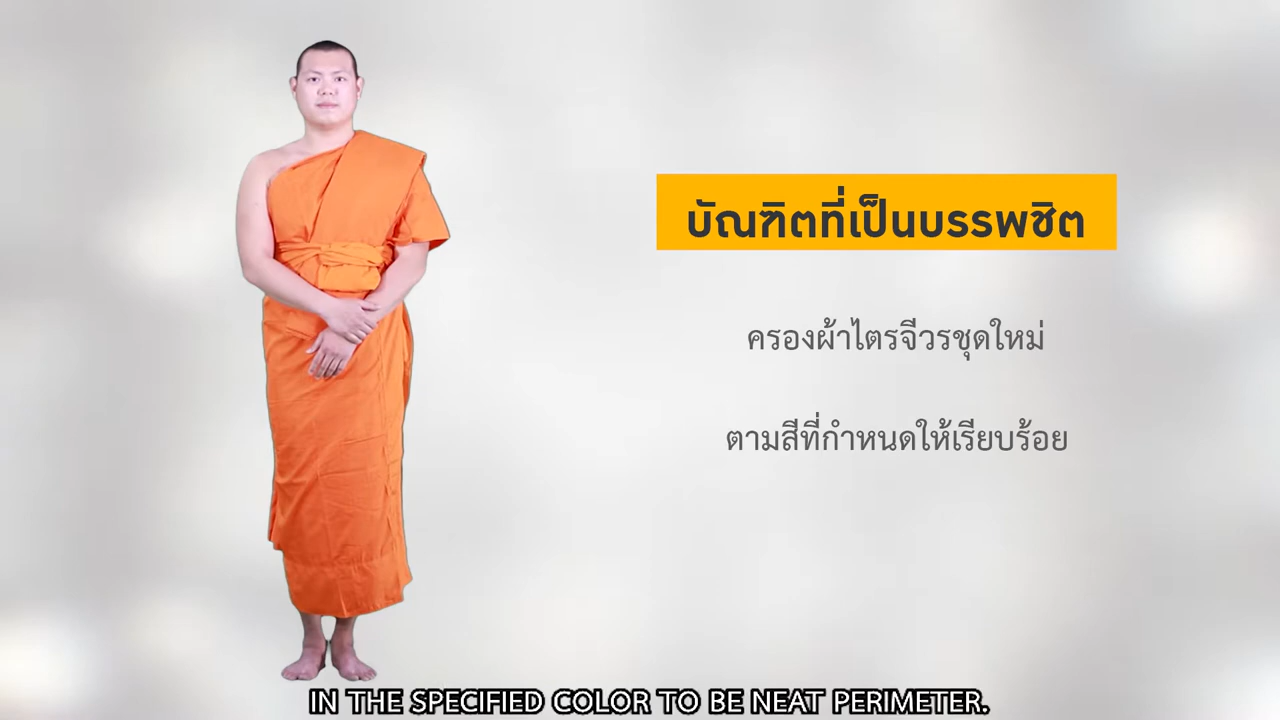 บัณฑิตที่เป็นบรรพชิต
ครองผ้าไตรจีวรชุดใหม่
ตามสีที่กำหนดให้เรียบร้อย
IN THE SPECIFIED COLOR TO BE NEAT PERIMETER.